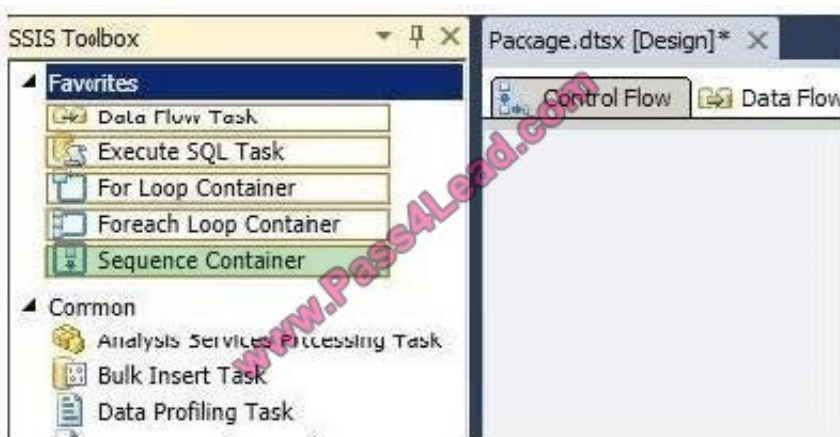 SSIS Toolbox
Package.dtsx [Design]*
Favorites
Control Flow
Data Flow
Data Flow Task
Execute SQL Task
For Loop Container
Foreach Loop Container
Sequence Container
Common
Analysis Services Processing Task
Bulk Insert Task
Data Profiling Task
www.Pass4Lead.com